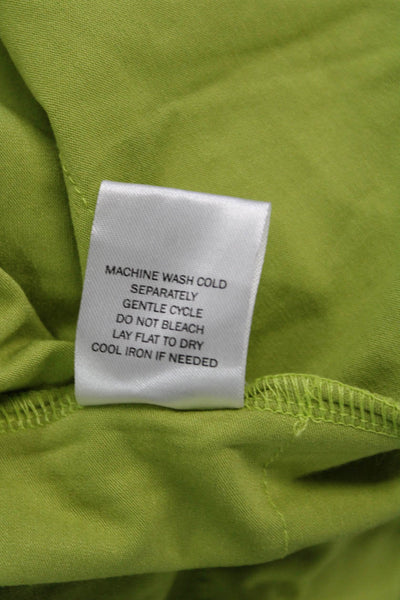 MACHINE WASH COLD
SEPARATELY
GENTLE CYCLE
DO NOT BLEACH
LAY FLAT TO DRY
COOL IRON IF NEEDED